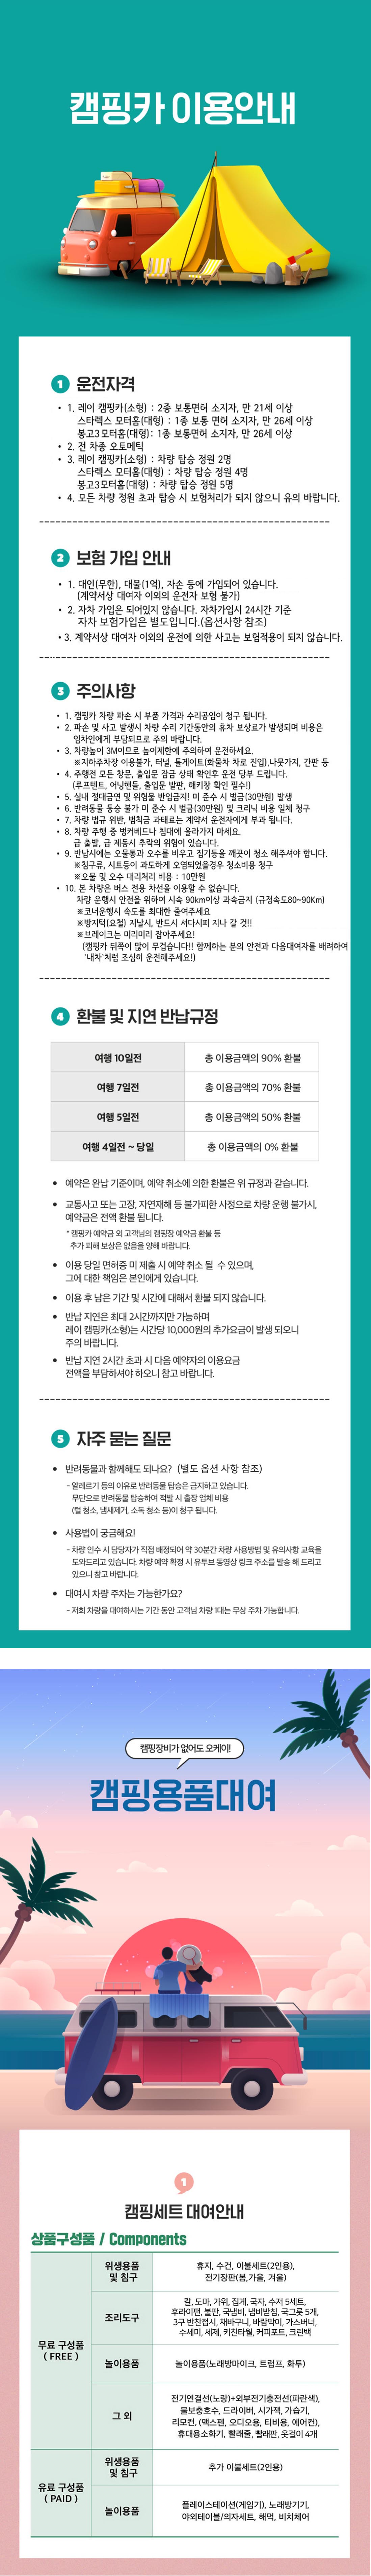 캠핑카 이용안내
1 운전자격
• 1. 레이 캠핑카(소형) : 2종 보통면허 소지자, 만 21세 이상
스타렉스 모터홈(대형) : 1종 보통 면허 소지자, 만 26세 이상
봉고3모터홈(대형): 1종 보통면허 소지자, 만 26세 이상
• 2. 전 차종 오토메틱
• 3. 레이 캠핑카(소형) : 차량 탑승 정원 2명
스타렉스 모터홈(대형) : 차량 탑승 정원 4명
봉고3모터홈(대형) : 차량 탑승 정원 5명
• 4. 모든 차량 정원 초과 탑승 시 보험처리가 되지 않으니 유의 바랍니다.
2 보험 가입 안내
• 1. 대인(무한), 대물(1억), 자손 등에 가입되어 있습니다.
(계약서상 대여자 이외의 운전자 보험 불가)
• 2. 자차 가입은 되어있지 않습니다. 자차가입시 24시간 기준
자차 보험가입은 별도입니다.(옵션사항 참조)
• 3. 계약서상 대여자 이외의 운전에 의한 사고는 보험적용이 되지 않습니다.
3 주의사항
• 1. 캠핑카 차량 파손 시 부품 가격과 수리공임이 청구 됩니다.
• 2. 파손 및 사고 발생시 차량 수리 기간동안의 휴차 보상료가 발생되며 비용은
임차인에게 부담되므로 주의 바랍니다.
• 3. 차량높이 3M이므로 높이제한에 주의하여 운전하세요.
※지하주차장 이용불가, 터널, 톨게이트(화물차 차로 진입),나뭇가지, 간판 등
• 4. 주행전 모든 창문, 출입문 잠금 상태 확인후 운전 당부 드립니다.
(루프텐트, 어닝핸들, 출입문 발판, 해키장 확인 필수!)
• 5. 실내 절대금연 및 위험물 반입금지! 미 준수 시 벌금(30만원) 발생
• 6. 반려동물 동승 불가 미 준수 시 벌금(30만원) 및 크리닉 비용 일체 청구
• 7. 차량 법규 위반, 범칙금 과태료는 계약서 운전자에게 부과 됩니다.
• 8. 차량 주행 중 벙커베드나 침대에 올라가지 마세요.
급 출발, 급 제동시 추락의 위험이 있습니다.
• 9. 반납시에는 오물통과 오수를 비우고 집기등을 깨끗이 청소 해주셔야 합니다.
※침구류, 시트등이 과도하게 오염되었을경우 청소비용 청구
※오물 및 오수 대리처리 비용 : 10만원
• 10. 본 차량은 버스 전용 차선을 이용할 수 없습니다.
차량 운행시 안전을 위하여 시속 90km이상 과속금지 (규정속도80~90Km)
※코너운행시 속도를 최대한 줄여주세요
※방지턱(요철) 지날시, 반드시 서다시피 지나 갈 것!!
※브레이크는 미리미리 잡아주세요!
(캠핑카 뒤쪽이 많이 무겁습니다!! 함께하는 분의 안전과 다음대여자를 배려하여
'내차'처럼 조심히 운전해주세요!)
4 환불 및 지연 반납규정
여행 10일전 총 이용금액의 90% 환불
여행 7일전 총 이용금액의 70% 환불
여행 5일전 총 이용금액의 50% 환불
여행 4일전 ~ 당일 총 이용금액의 0% 환불
• 예약은 완납 기준이며, 예약 취소에 의한 환불은 위 규정과 같습니다.
• 교통사고 또는 고장, 자연재해 등 불가피한 사정으로 차량 운행 불가시,
예약금은 전액 환불 됩니다.
* 캠핑카 예약금 외 고객님의 캠핑장 예약금 환불 등
추가 피해 보상은 없음을 양해 바랍니다.
• 이용 당일 면허증 미 제출 시 예약 취소 될 수 있으며,
그에 대한 책임은 본인에게 있습니다.
• 이용 후 남은 기간 및 시간에 대해서 환불 되지 않습니다.
• 반납 지연은 최대 2시간까지만 가능하며
레이 캠핑카(소형)는 시간당 10,000원의 추가요금이 발생 되오니
주의 바랍니다.
• 반납 지연 2시간 초과 시 다음 예약자의 이용요금
전액을 부담하셔야 하오니 참고 바랍니다.
5 자주 묻는 질문
• 반려동물과 함께해도 되나요? (별도 옵션 사항 참조)
- 알레르기 등의 이유로 반려동물 탑승은 금지하고 있습니다.
무단으로 반려동물 탑승하여 적발 시 출장 업체 비용
(털 청소, 냄새제거, 소독 청소 등)이 청구 됩니다.
• 사용법이 궁금해요!
- 차량 인수 시 담당자가 직접 배정되어 약 30분간 차량 사용방법 및 유의사항 교육을
도와드리고 있습니다. 차량 예약 확정 시 유투브 동영상 링크 주소를 발송 해 드리고
있으니 참고 바랍니다.
• 대여시 차량 주차는 가능한가요?
- 저희 차량을 대여하시는 기간 동안 고객님 차량 1대는 무상 주차 가능합니다.
캠핑장비가 없어도 오케이!
캠핑용품대여
1
캠핑세트 대여안내
상품구성품 / Components
무료 구성품
( FREE )
위생용품
및 침구
휴지, 수건, 이불세트(2인용),
전기장판(봄,가을, 겨울)
조리도구
칼, 도마, 가위, 집게, 국자, 수저 5세트,
후라이팬, 불판, 국냄비, 냄비받침, 국그릇 5개,
3구 반찬접시, 채바구니, 바람막이, 가스버너,
수세미, 세제, 키친타월, 커피포트, 크린백
놀이용품
놀이용품(노래방마이크, 트럼프, 화투)
그 외
전기연결선(노랑)+외부전기충전선(파란색),
물보충호수, 드라이버, 시가잭, 가습기,
리모컨, (맥스팬, 오디오용, 티비용, 에어컨),
휴대용소화기, 빨래줄, 빨래판, 옷걸이 4개
유료 구성품
( PAID )
위생용품
및 침구
추가 이불세트(2인용)
놀이용품
플레이스테이션(게임기), 노래방기기,
야외테이블/의자세트, 해먹, 비치체어